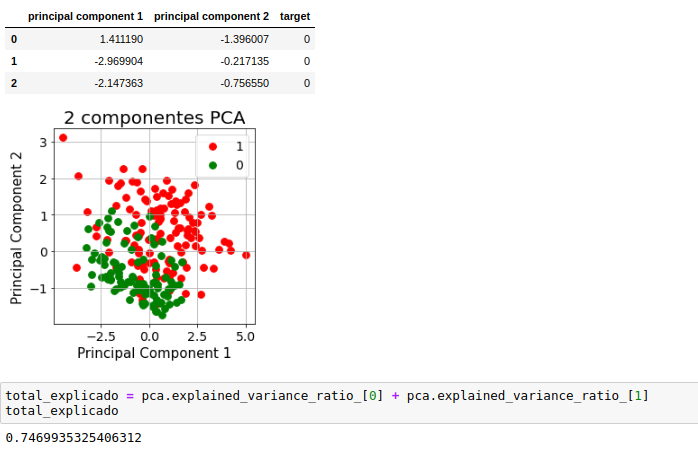 principal component 1 principal component 2 target
0 1.411190 -1.396007 0
1 -2.969904 -0.217135 0
2 -2.147363 -0.756550 0
2 componentes PCA
1
0
3
2
1
0
−1
Principal Component 2
−2.5 0.0 2.5 5.0
Principal Component 1
total_explicado = pca.explained_variance_ratio_[0] + pca.explained_variance_ratio_[1]
total_explicado
0.7469935325406312